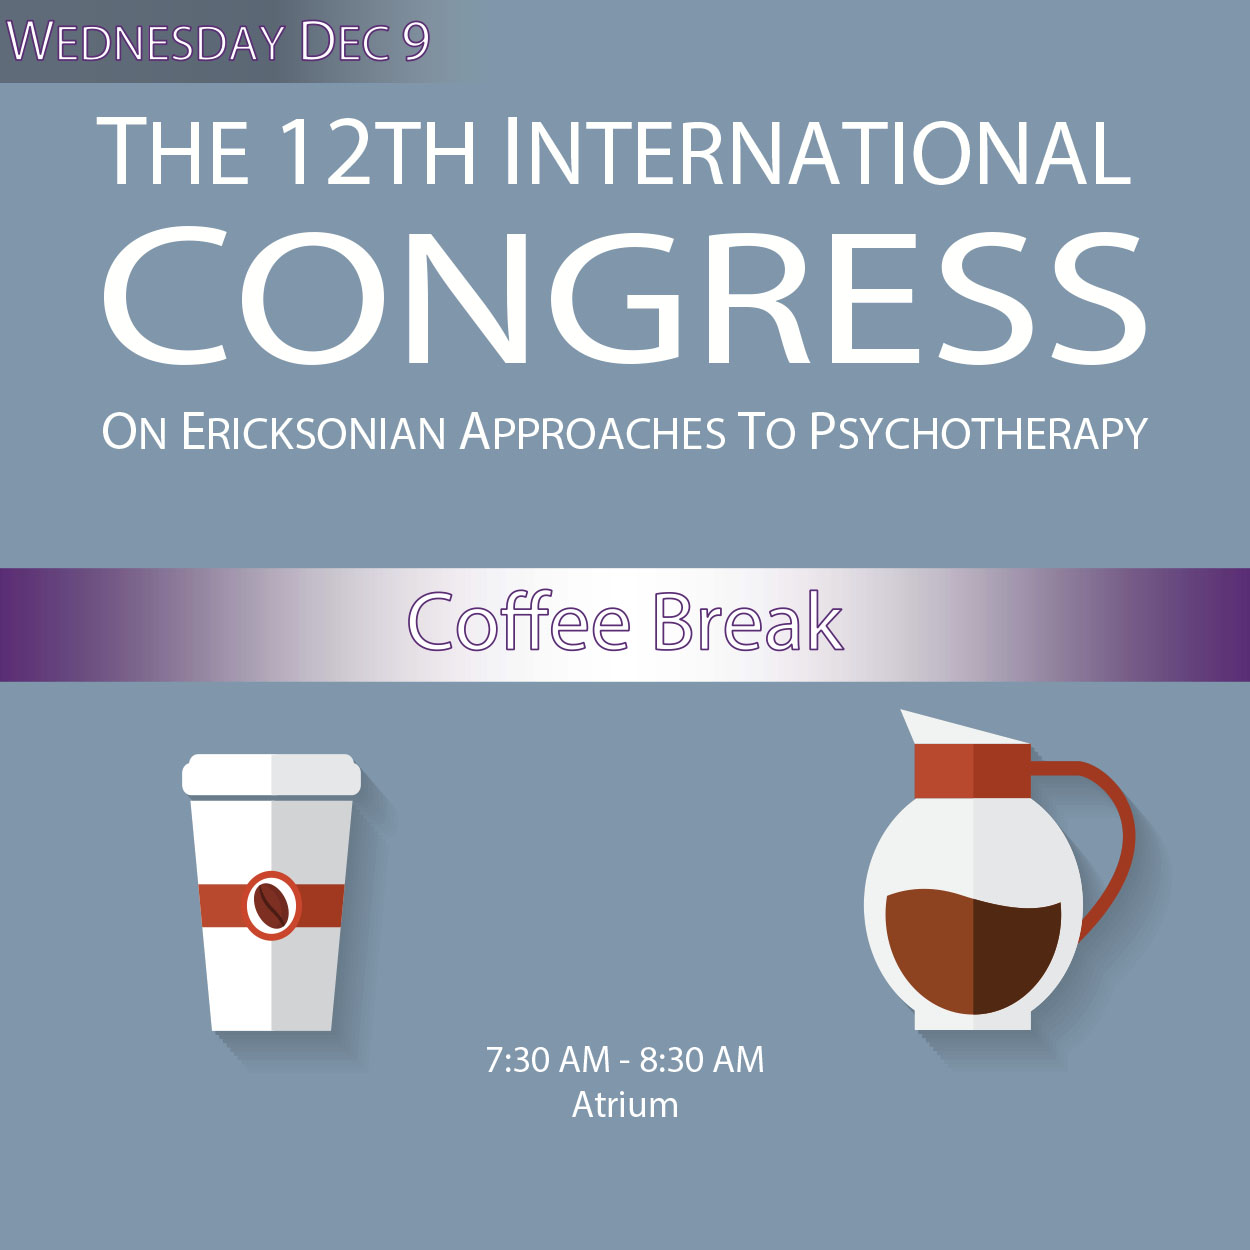 Wednesday Dec 9
The 12th International
Congress
On Ericksonian Approaches To Psychotherapy
Coffee Break
7:30 AM - 8:30 AM
Atrium